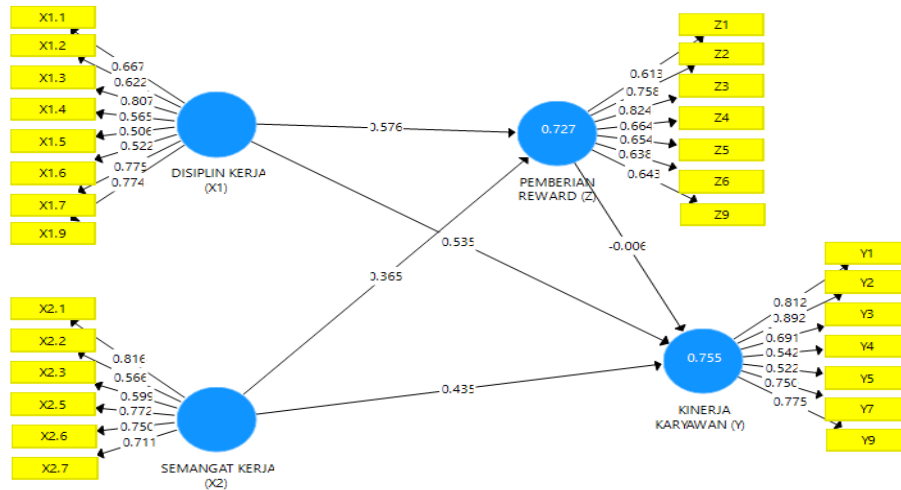 X1.1
X1.2
X1.3
X1.4
X1.5
X1.6
X1.7
X1.9
0.667
0.622
0.807
0.565
0.506
0.522
0.775
0.774
DISIPLIN KERJA
(X1)
0.576
0.535
0.365
0.435
-0.006
0.727
PEMBERIAN
REWARD (Z)
0.613
0.758
0.824
0.664
0.654
0.638
0.643
Z1
Z2
Z3
Z4
Z5
Z6
Z9
X2.1
X2.2
X2.3
X2.5
X2.6
X2.7
0.816
0.566
0.599
0.772
0.750
0.711
SEMANGAT KERJA
(X2)
0.755
KINERJA
KARYAWAN (Y)
0.812
0.892
0.691
0.542
0.522
0.750
0.775
Y1
Y2
Y3
Y4
Y5
Y7
Y9